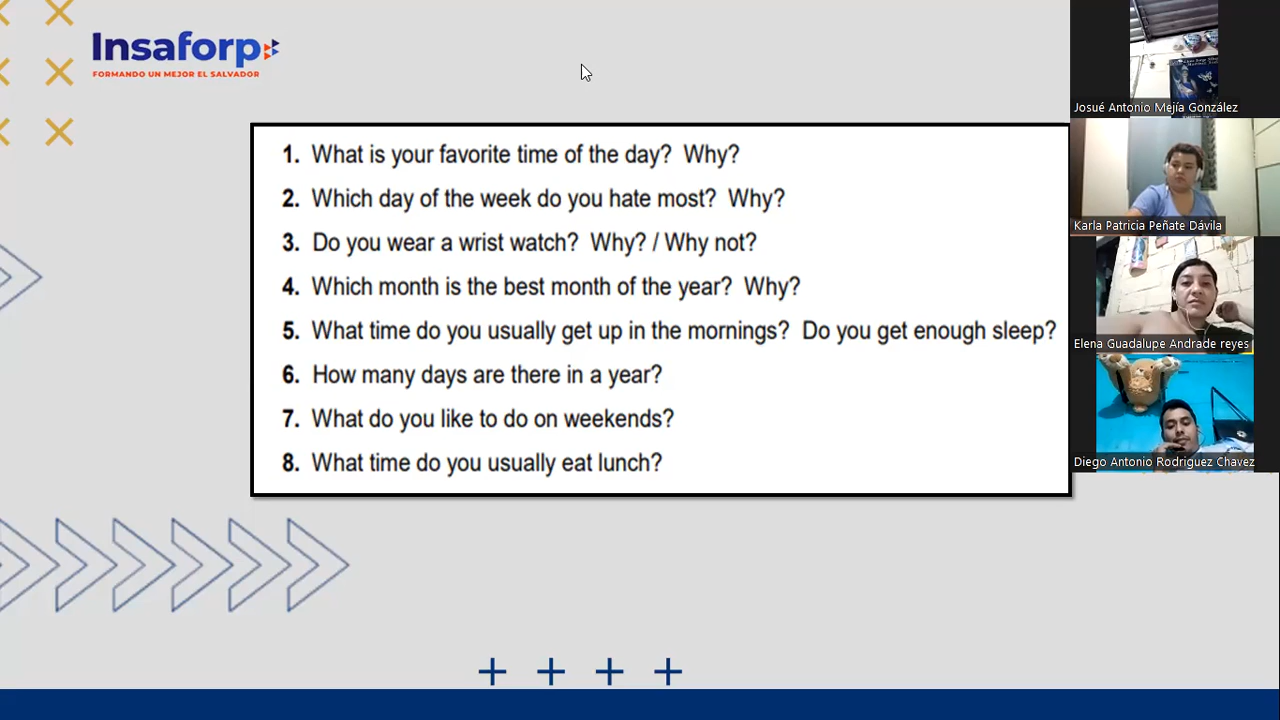 Insaforp
FORMANDO UN MEJOR EL SALVADOR
1. What is your favorite time of the day? Why?
2. Which day of the week do you hate most? Why?
3. Do you wear a wrist watch? Why? / Why not?
4. Which month is the best month of the year? Why?
5. What time do you usually get up in the mornings? Do you get enough sleep?
6. How many days are there in a year?
7. What do you like to do on weekends?
8. What time do you usually eat lunch?
Josué Antonio Mejía González
Karla Patricia Peñate Dávila
Elena Guadalupe Andrade reyes
Diego Antonio Rodriguez Chavez